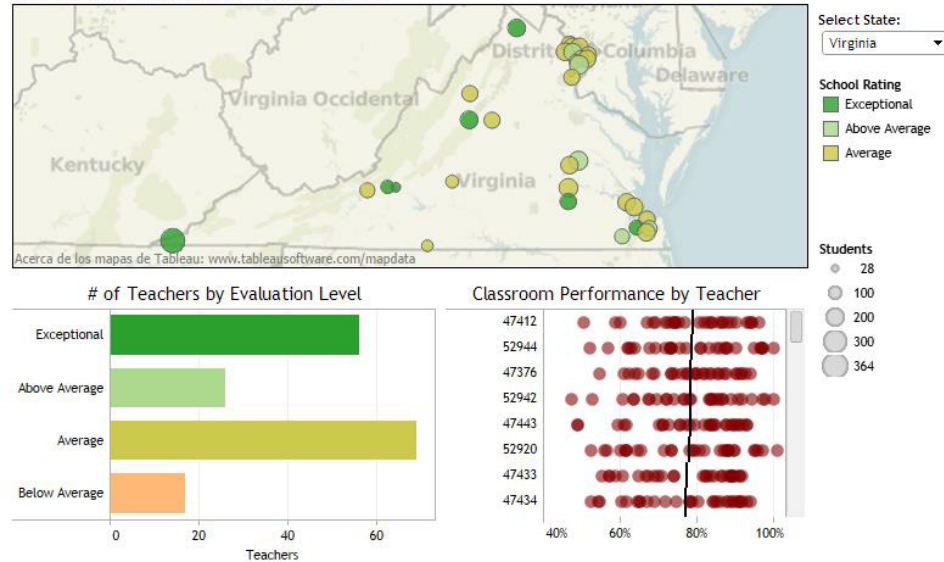 Maryland
Distrito de Columbia
Delaware
Virginia Occidental
Kentucky
Virginia
Acerca de los mapas de Tableau: www.tableausoftware.com/mapdata
Select State:
Virginia
School Rating
Exceptional
Above Average
Average
Students
28
100
200
300
364
# of Teachers by Evaluation Level
Exceptional
Above Average
Average
Below Average
0 20 40 60
Teachers
Classroom Performance by Teacher
47412
52944
47376
52942
47443
52920
47433
47434
40% 60% 80% 100%